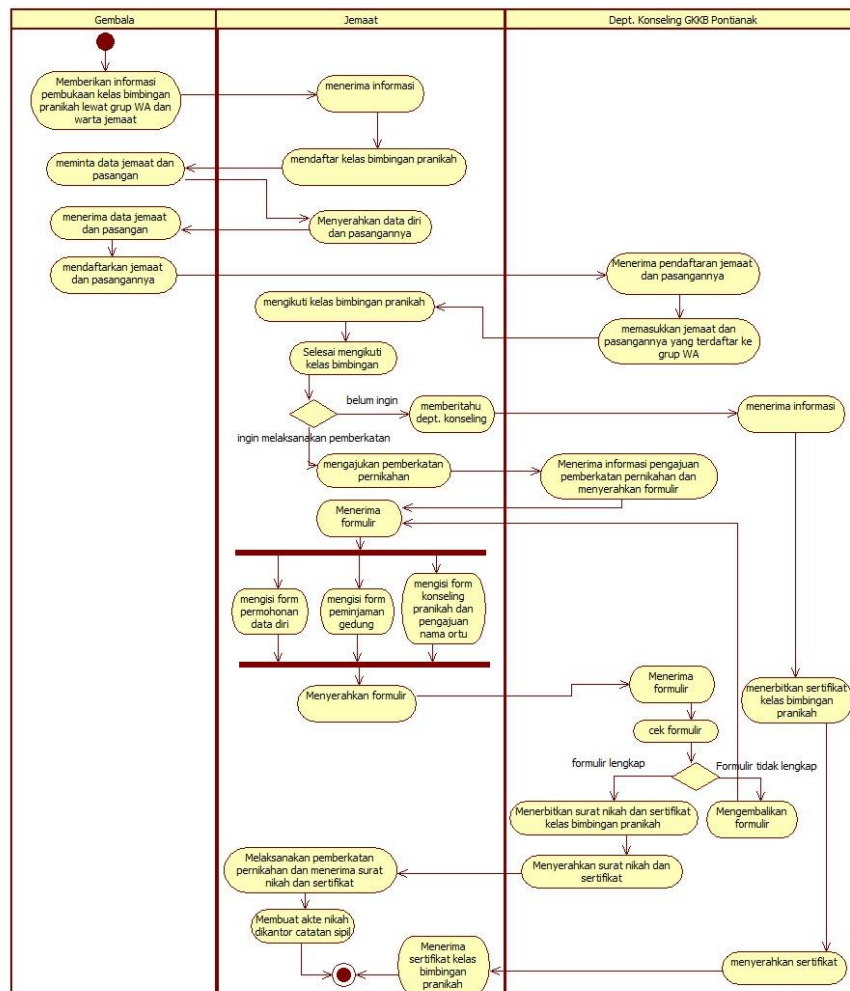 Gembala
Jemaat
Dept. Konseling GKKB Pontianak
Memberikan informasi
pembukaan kelas bimbingan
pranikah lewat grup WA dan
warta jemaat
menerima informasi
mendaftar kelas bimbingan pranikah
meminta data jemaat dan
pasangan
Menyerahkan data diri
dan pasangannya
menerima data jemaat
dan pasangan
mendaftarkan jemaat
dan pasangannya
Menerima pendaftaran jemaat
dan pasangannya
memasukkan jemaat dan
pasangannya yang terdaftar ke
grup WA
mengikuti kelas bimbingan pranikah
Selesai mengikuti
kelas bimbingan
belum ingin
memberitahu
dept. konseling
menerima informasi
ingin melaksanakan pemberkatan
mengajukan pemberkatan
pernikahan
Menerima informasi pengajuan
pemberkatan pernikahan dan
menyerahkan formulir
Menerima
formulir
mengisi form
permohonan
data diri
mengisi form
peminjaman
gedung
mengisi form
konseling
pranikah dan
pengajuan
nama ortu
Menyerahkan formulir
Menerima
formulir
cek formulir
menerbitkan sertifikat
kelas bimbingan
pranikah
formulir lengkap
Formulir tidak lengkap
Menerbitkan surat nikah dan sertifikat
kelas bimbingan pranikah
Mengembalikan
formulir
Menyerahkan surat nikah dan
sertifikat
Melaksanakan pemberkatan
pernikahan dan menerima surat
nikah dan sertifikat
Membuat akte nikah
dikantor catatan sipil
Menerima
sertifikat kelas
bimbingan
pranikah
menyerahkan sertifikat